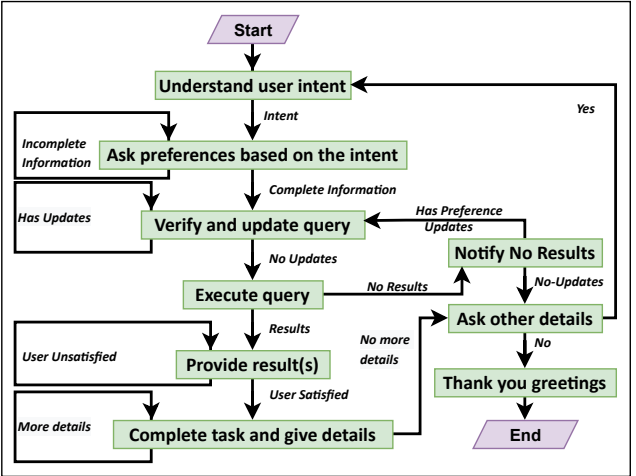 Start
Understand user intent
Yes
Intent
Incomplete
Information
Ask preferences based on the intent
Complete Information
Has Updates
Has Preference
Updates
Verify and update query
No Updates
Notify No Results
Execute query
No Results
No-Updates
Results
Ask other details
User Unsatisfied
No more
details
No
Provide result(s)
User Satisfied
Thank you greetings
More details
Complete task and give details
End